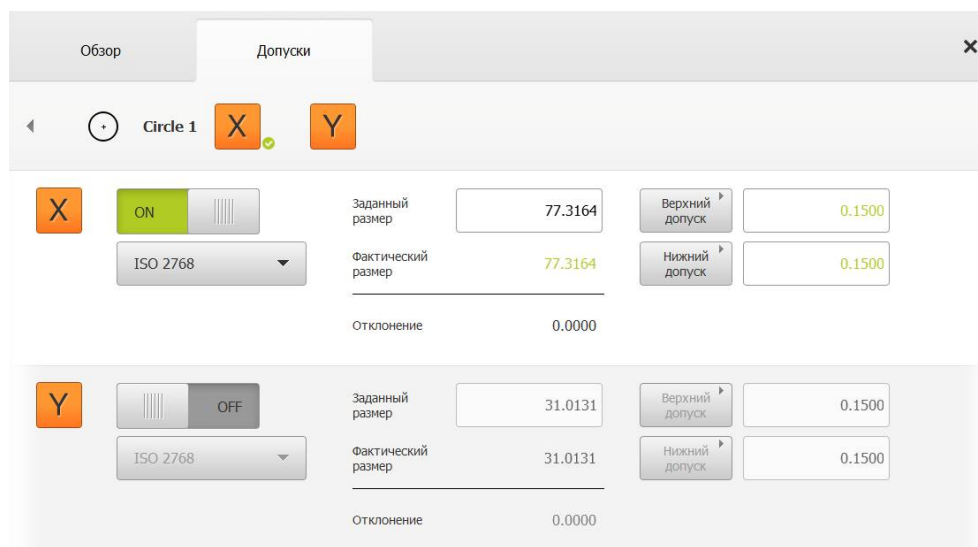 Обзор
Допуски
Circle 1
X
Y
X
ON
Заданный
размер
77.3164
Верхний
допуск
0.1500
ISO 2768
Фактический
размер
77.3164
Нижний
допуск
0.1500
Отклонение
0.0000
Y
OFF
Заданный
размер
31.0131
Верхний
допуск
0.1500
ISO 2768
Фактический
размер
31.0131
Нижний
допуск
0.1500
Отклонение
0.0000